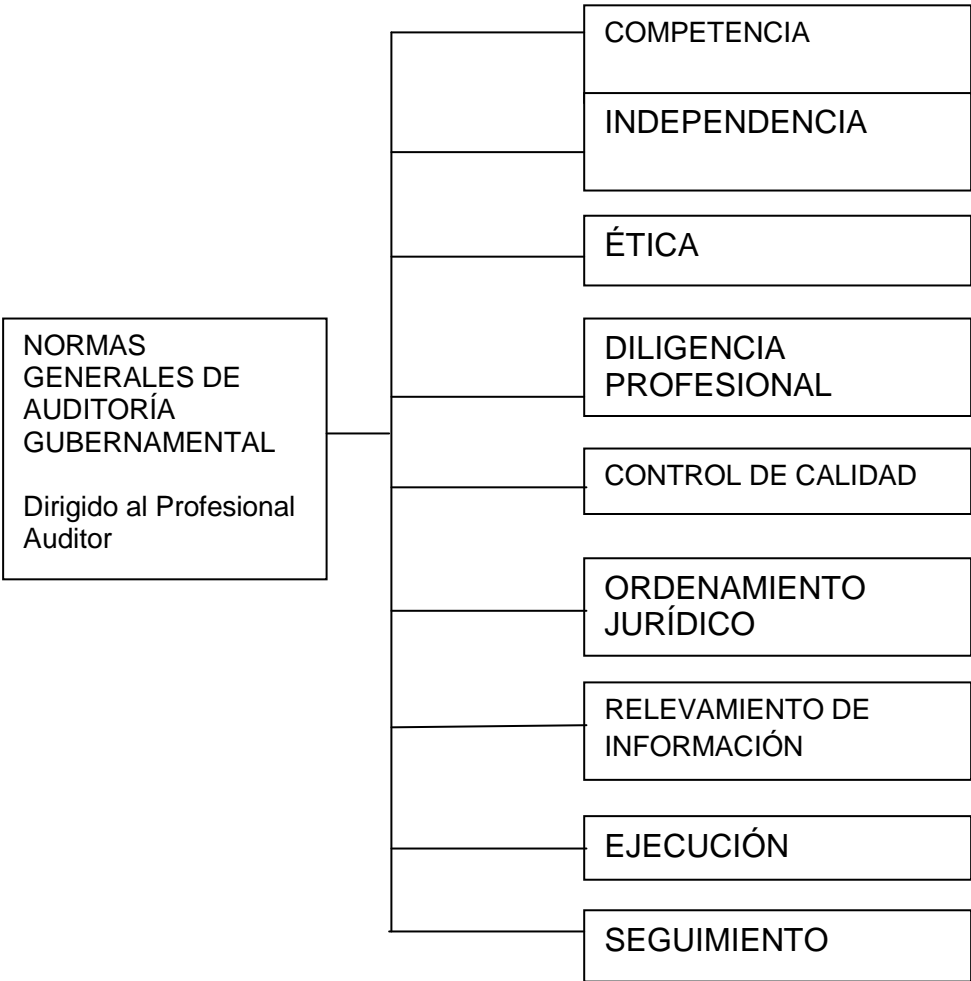 NORMAS
GENERALES DE
AUDITORÍA
GUBERNAMENTAL
Dirigido al Profesional
Auditor
COMPETENCIA
INDEPENDENCIA
ÉTICA
DILIGENCIA
PROFESIONAL
CONTROL DE CALIDAD
ORDENAMIENTO
JURÍDICO
RELEVAMIENTO DE
INFORMACIÓN
EJECUCIÓN
SEGUIMIENTO